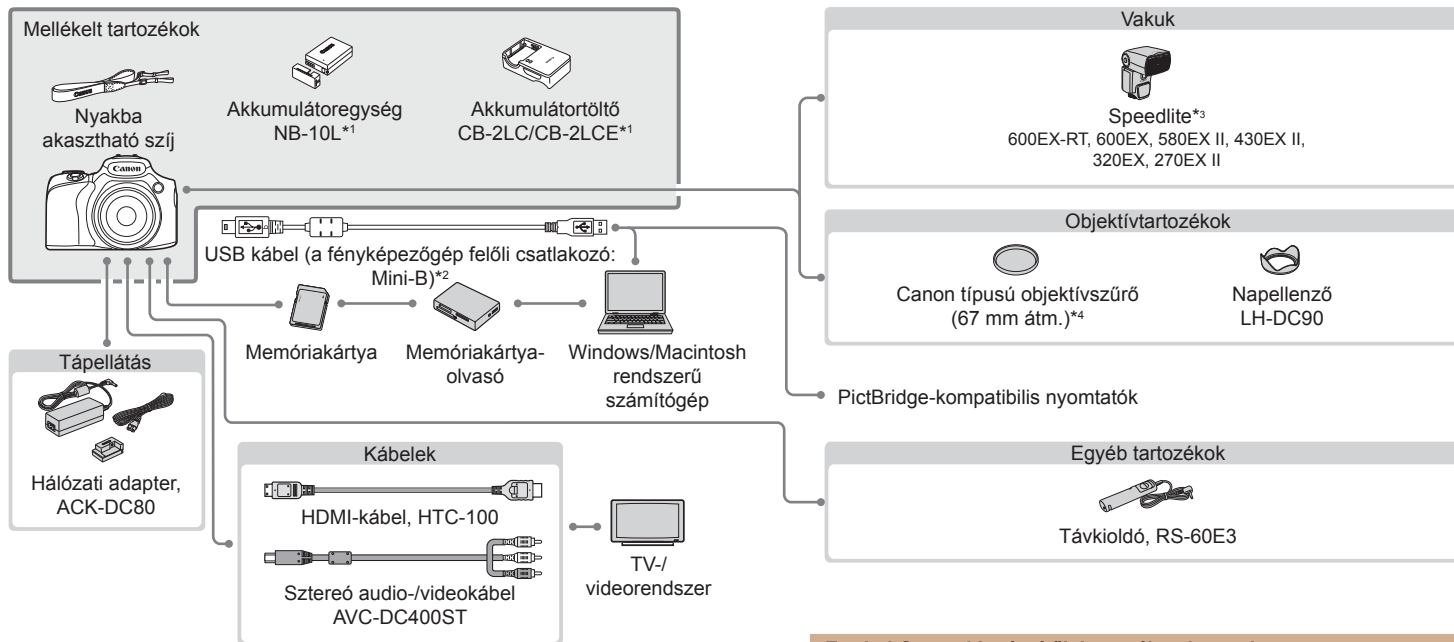 Mellékelt tartozékok
Canon
Nyakba
akasztható szíj
Akkumulátoregység
NB-10L*1
Akkumulátortöltő
CB-2LC/CB-2LCE*1
Canon
USB kábel (a fényképezőgép felőli csatlakozó:
Mini-B)*2
Memóriakártya
Memóriakártya-
olvasó
Windows/Macintosh
rendszerű
számítógép
Tápellátás
Hálózati adapter,
ACK-DC80
Kábelek
HDMI-kábel, HTC-100
Sztereó audio-/videokábel
AVC-DC400ST
TV-/
videorendszer
Vakuk
Speedlite*3
600EX-RT, 600EX, 580EX II, 430EX II,
320EX, 270EX II
Objektívtartozékok
Canon típusú objektívszűrő
(67 mm átm.)*4
Napellenző
LH-DC90
PictBridge-kompatibilis nyomtatók
Egyéb tartozékok
Távkioldó, RS-60E3